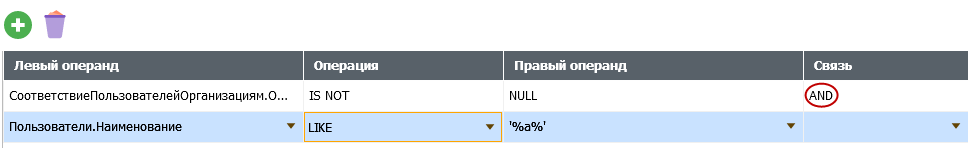 Левый операнд Операция Правый операнд Связь
СоответствиеПользователейОрганизациям.О... IS NOT NULL AND
Пользователи.Наименование LIKE '%a%'